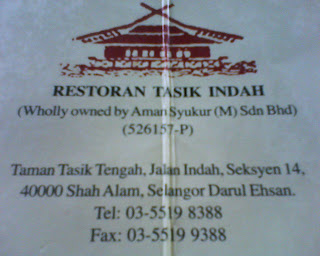 RESTORAN TASIK INDAH
(Wholly owned by Aman Syukur (M) Sdn Bhd)
(526157-P)
Taman Tasik Tengah, Jalan Indah, Seksyen 14,
40000 Shah Alam, Selangor Darul Ehsan.
Tel: 03-5519 8388
Fax: 03-5519 9388